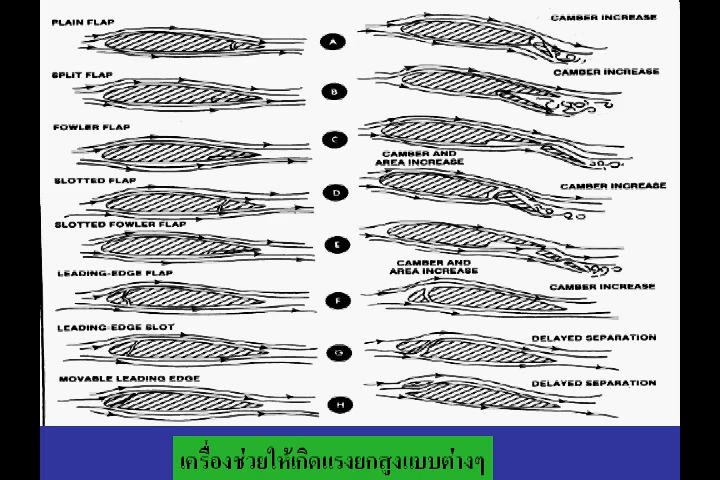 PLAIN FLAP
A
CAMBER INCREASE
SPLIT FLAP
B
CAMBER INCREASE
FOWLER FLAP
C
CAMBER AND
AREA INCREASE
SLOTTED FLAP
D
CAMBER INCREASE
SLOTTED FOWLER FLAP
E
CAMBER AND
AREA INCREASE
LEADING-EDGE FLAP
F
CAMBER INCREASE
LEADING-EDGE SLOT
G
DELAYED SEPARATION
MOVABLE LEADING EDGE
H
DELAYED SEPARATION
เครื่องช่วยให้เกิดแรงยกสูงแบบต่างๆ